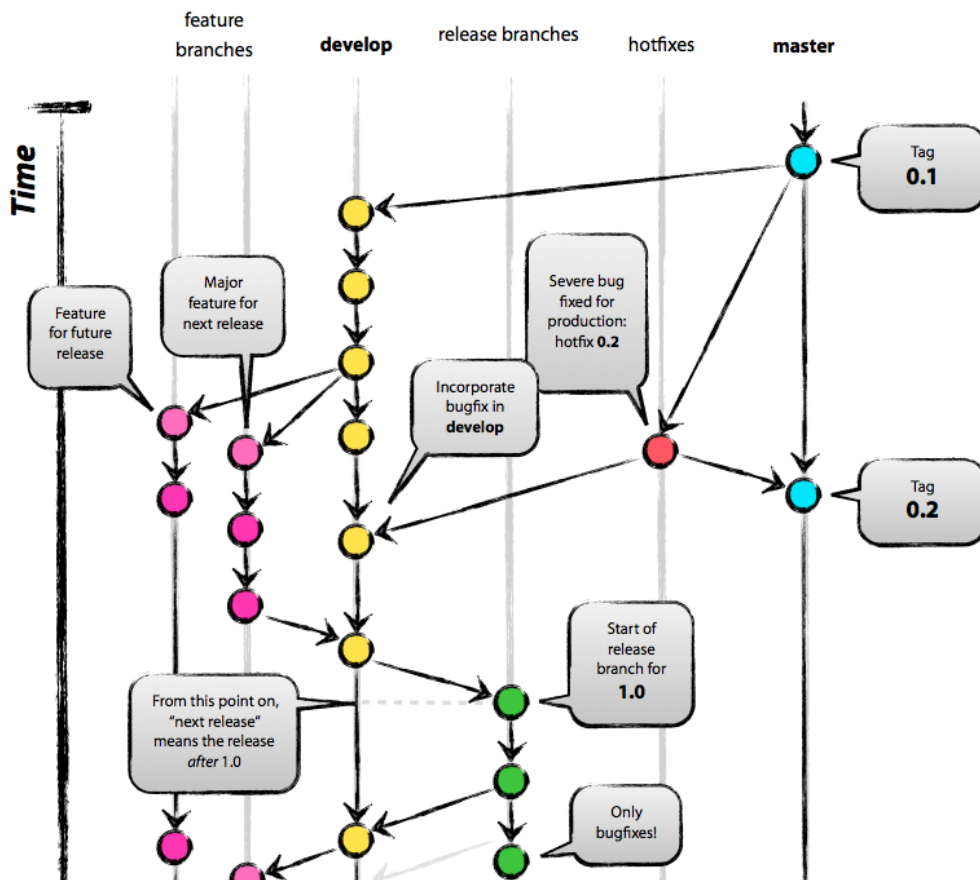 feature
branches
develop
release branches
hotfixes
master
Time
Tag
0.1
Major
feature for
next release
Severe bug
fixed for
production:
hotfix 0.2
Feature
for future
release
Incorporate
bugfix in
develop
Tag
0.2
Start of
release
branch for
1.0
From this point on,
“next release”
means the release
after 1.0
Only
bugfixes!